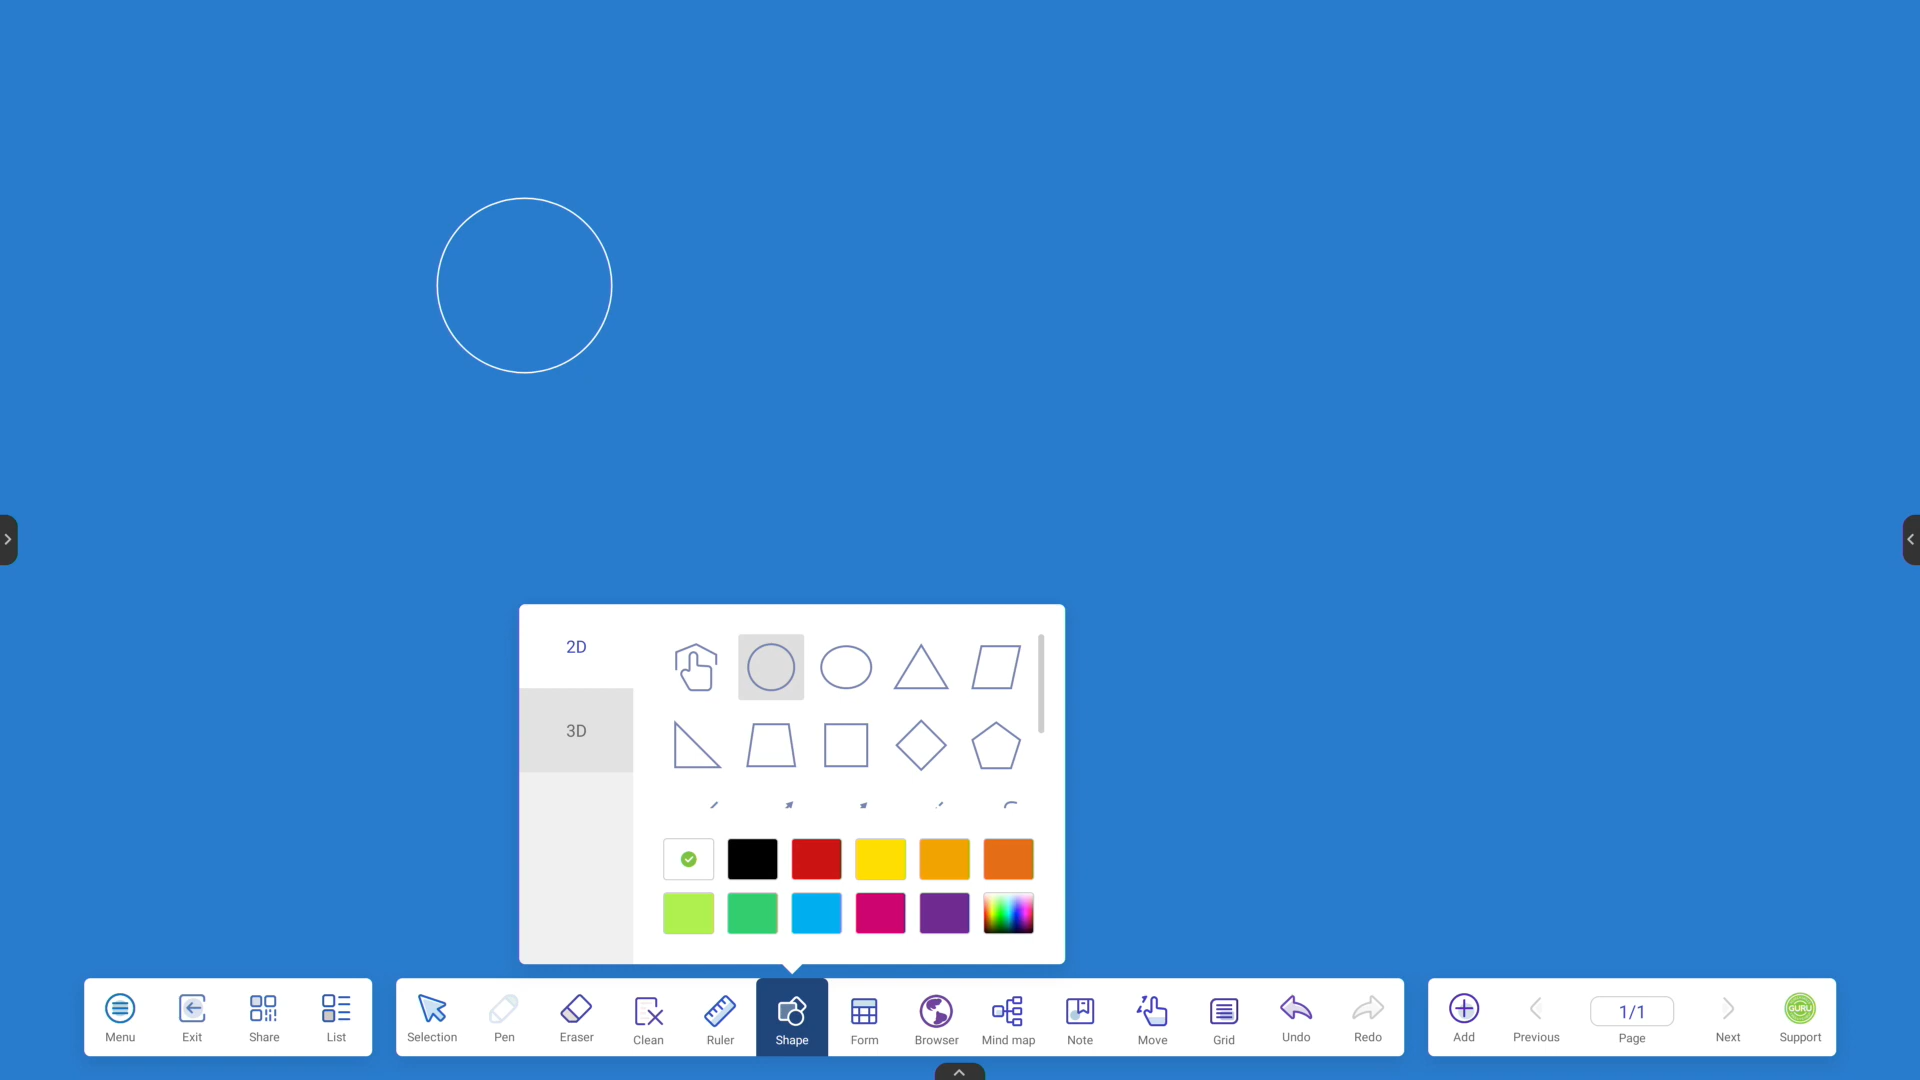 2D
3D
Menu
Exit
Share
List
Selection
Pen
Eraser
Clean
Ruler
Shape
Form
Browser
Mind map
Note
Move
Grid
Undo
Redo
Add
Previous
1/1
Page
Next
GURU
Support